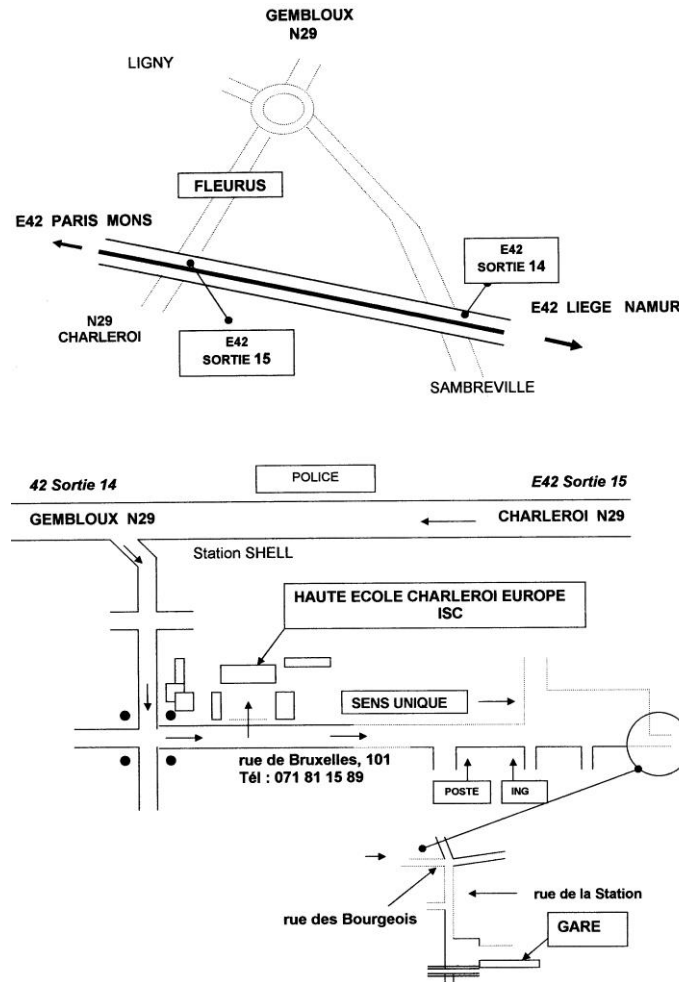 GEMBLOUX
N29
LIGNY
FLEURUS
E42 PARIS MONS
E42
SORTIE 14
E42 LIEGE NAMUR
N29
CHARLEROI
E42
SORTIE 15
SAMBREVILLE
42 Sortie 14
POLICE
E42 Sortie 15
GEMBLOUX N29
CHARLEROI N29
Station SHELL
HAUTE ECOLE CHARLEROI EUROPE
ISC
SENS UNIQUE
rue de Bruxelles, 101
Tél : 071 81 15 89
POSTE
ING
rue de la Station
rue des Bourgeois
GARE